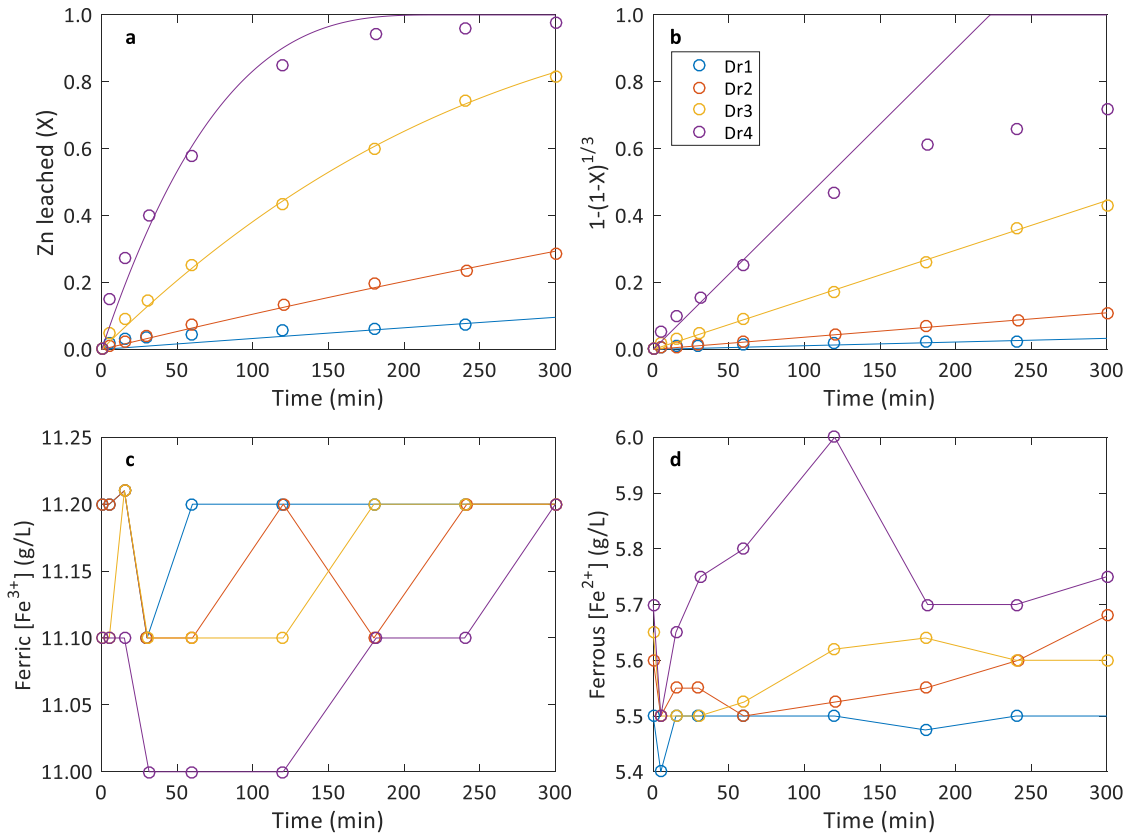 a
1.0
0.8
0.6
0.4
0.2
0.0
Zn leached (X)
0 50 100 150 200 250 300
Time (min)
b
Dr1
Dr2
Dr3
Dr4
1.0
0.8
0.6
0.4
0.2
0.0
1-(1-X)^{1/3}
0 50 100 150 200 250 300
Time (min)
c
11.25
11.20
11.15
11.10
11.05
11.00
Ferric [Fe³⁺] (g/L)
0 50 100 150 200 250 300
Time (min)
d
6.0
5.9
5.8
5.7
5.6
5.5
5.4
Ferrous [Fe²⁺] (g/L)
0 50 100 150 200 250 300
Time (min)